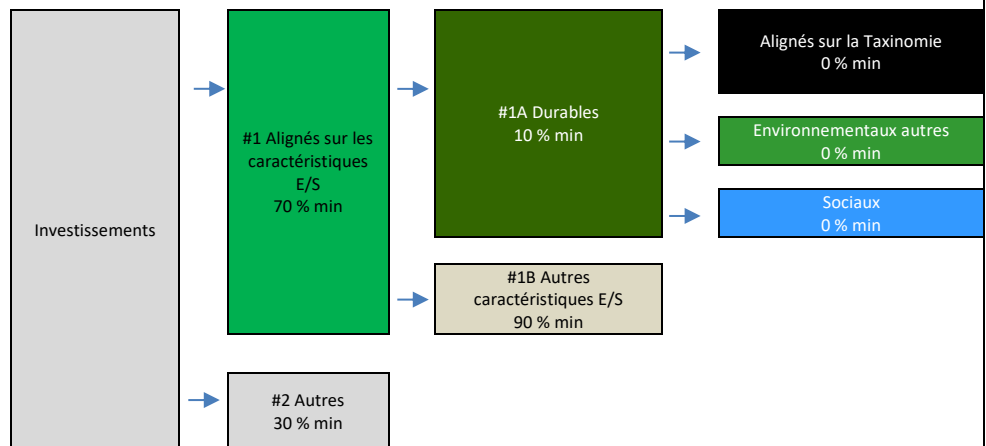 Investissements
#1 Alignés sur les
caractéristiques
E/S
70 % min
#2 Autres
30 % min
#1A Durables
10 % min
#1B Autres
caractéristiques E/S
90 % min
Alignés sur la Taxinomie
0 % min
Environnementaux autres
0 % min
Sociaux
0 % min